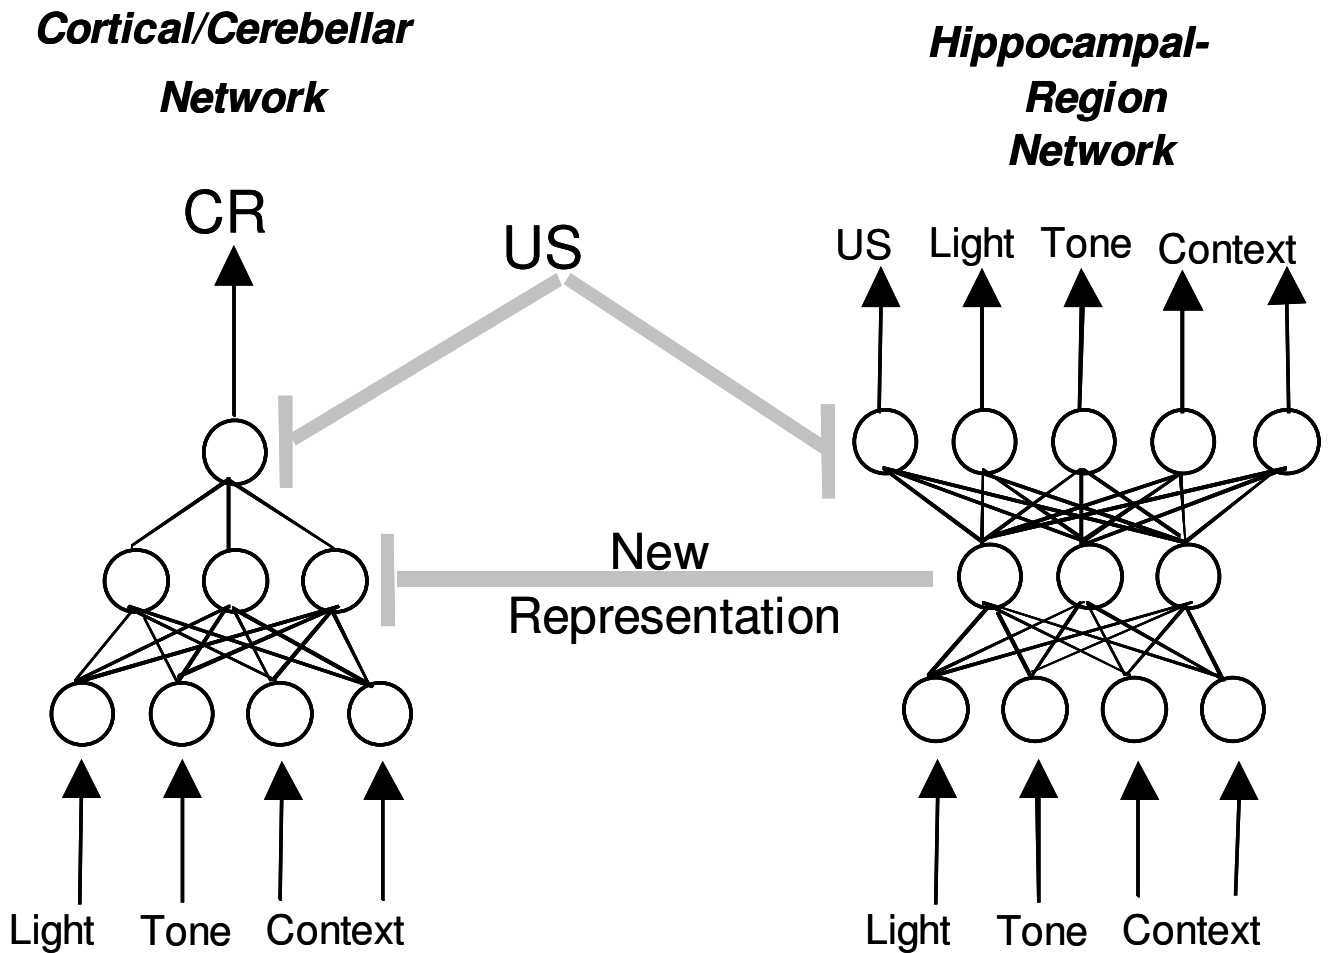 Cortical/Cerebellar
Network
Hippocampal-
Region
Network
CR
US
US
Light
Tone
Context
New
Representation
Light
Tone
Context
Light
Tone
Context